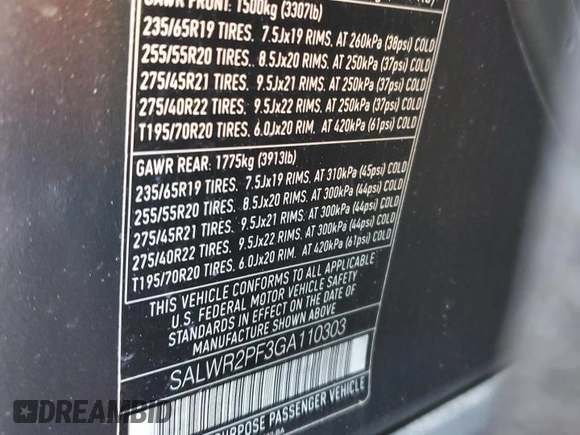 GAWR FRONT: 1500kg (3307lb)
235/65R19 TIRES. 7.5Jx19 RIMS. AT 260kPa (38psi) COLD
255/55R20 TIRES. 8.5Jx20 RIMS. AT 250kPa (37psi) COLD
275/45R21 TIRES. 9.5Jx21 RIMS. AT 250kPa (37psi) COLD
275/40R22 TIRES. 9.5Jx22 RIMS. AT 250kPa (37psi) COLD
T195/70R20 TIRES. 6.0Jx20 RIM. AT 420kPa (61psi) COLD
GAWR REAR: 1775kg (3913lb)
235/65R19 TIRES. 7.5Jx19 RIMS. AT 310kPa (45psi) COLD
255/55R20 TIRES. 8.5Jx20 RIMS. AT 300kPa (44psi) COLD
275/45R21 TIRES. 9.5Jx21 RIMS. AT 300kPa (44psi) COLD
275/40R22 TIRES. 9.5Jx22 RIMS. AT 300kPa (44psi) COLD
T195/70R20 TIRES. 6.0Jx20 RIM. AT 420kPa (61psi) COLD
THIS VEHICLE CONFORMS TO ALL APPLICABLE
U.S. FEDERAL MOTOR VEHICLE SAFETY
STANDARDS IN EFFECT ON THE DATE OF
MANUFACTURE SHOWN ABOVE
SALWR2PF3GA110303
PURPOSE PASSENGER VEHICLE
DREAMBID